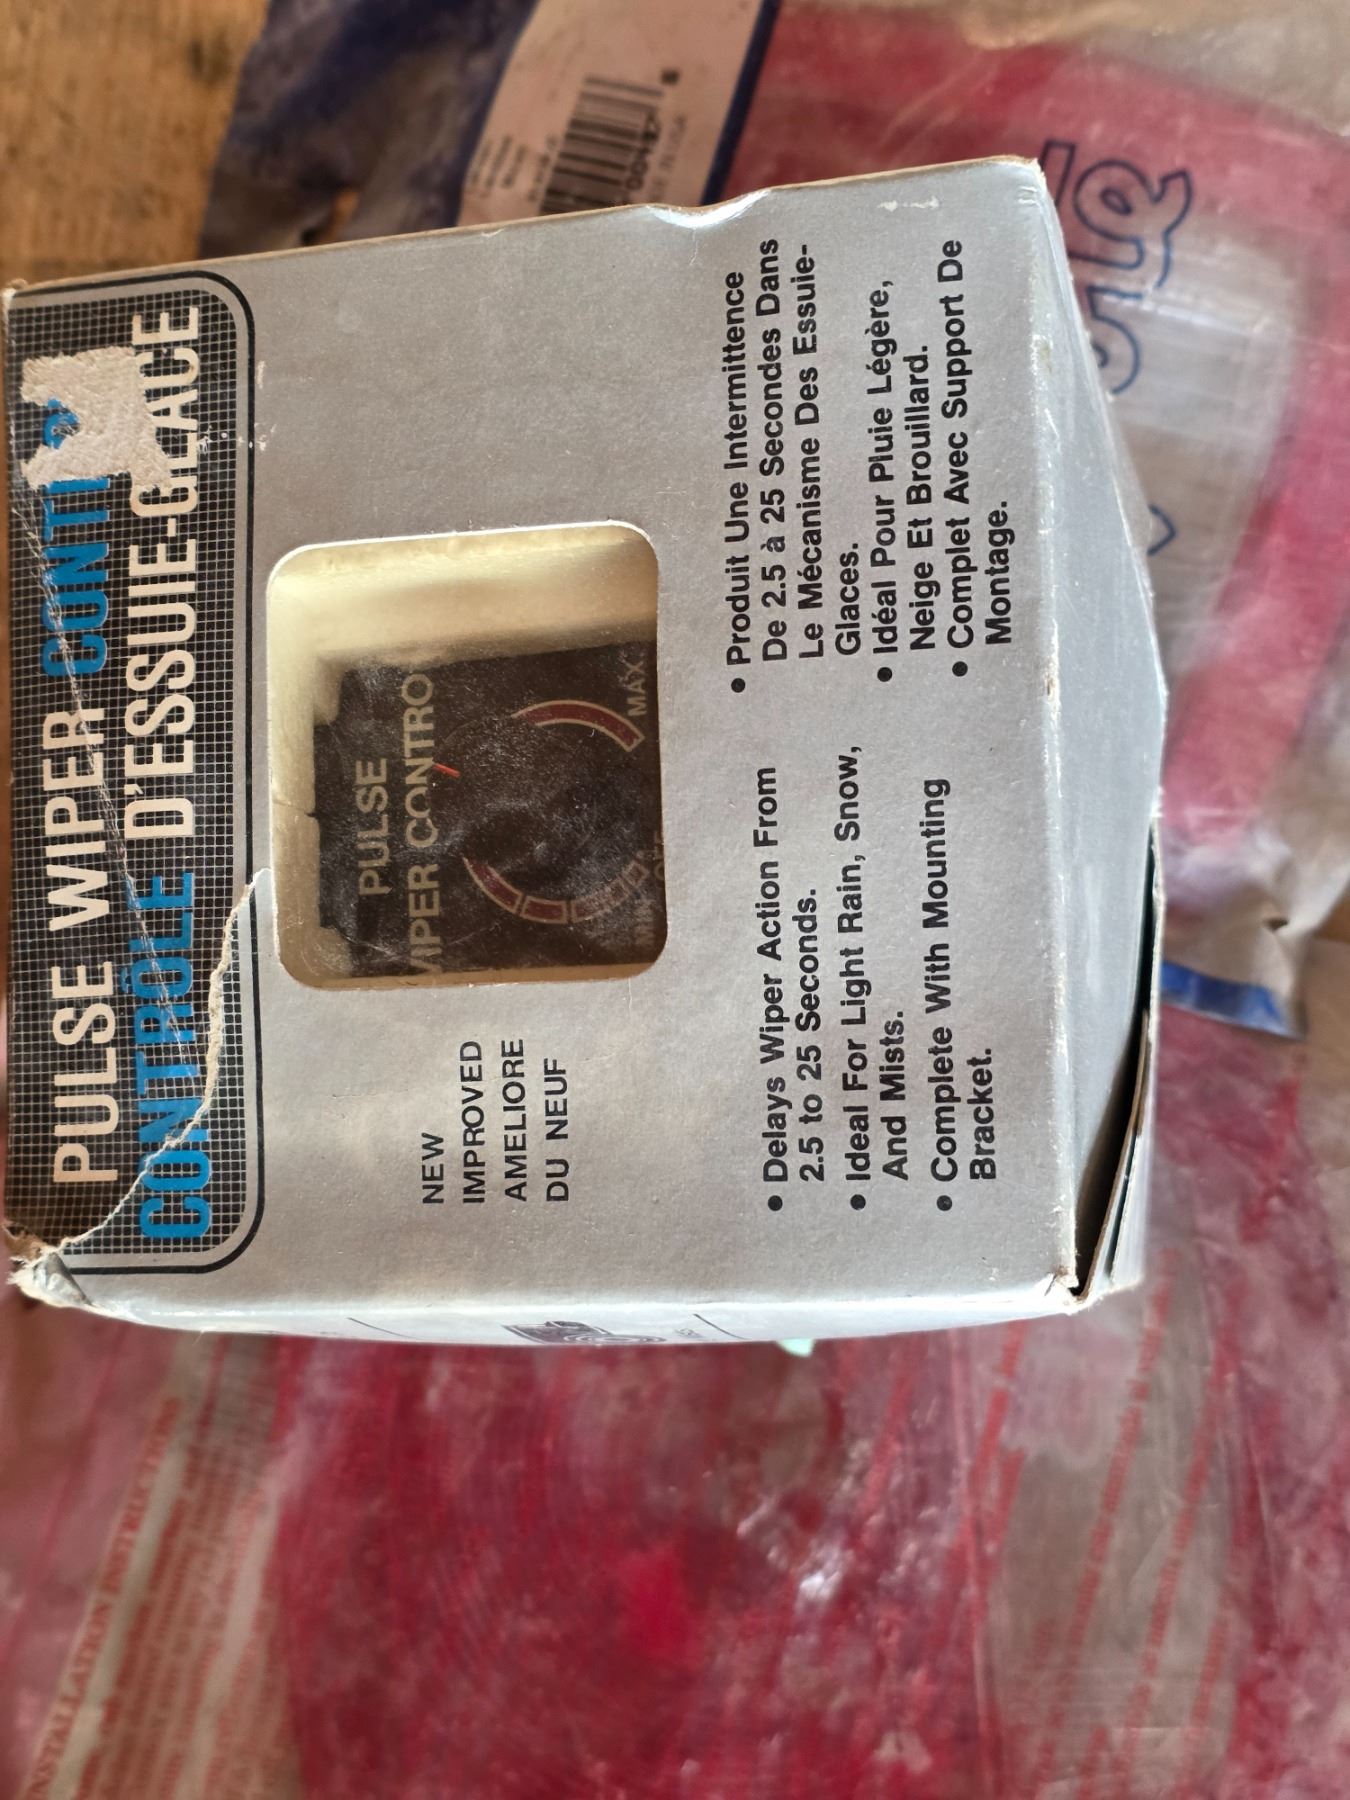 PULSE WIPER
CONTRÔLE D'ESSUIE-GLACE
NEW
IMPROVED
AMELIORE
DU NEUF
PULSE
WIPER CONTRO
MAX
• Delays Wiper Action From
2.5 to 25 Seconds.
• Ideal For Light Rain, Snow,
And Mists.
• Complete With Mounting
Bracket.
• Produit Une Intermittence
De 2.5 à 25 Secondes Dans
Le Mécanisme Des Essuie-
Glaces.
• Idéal Pour Pluie Légère,
Neige Et Brouillard.
• Complet Avec Support De
Montage.